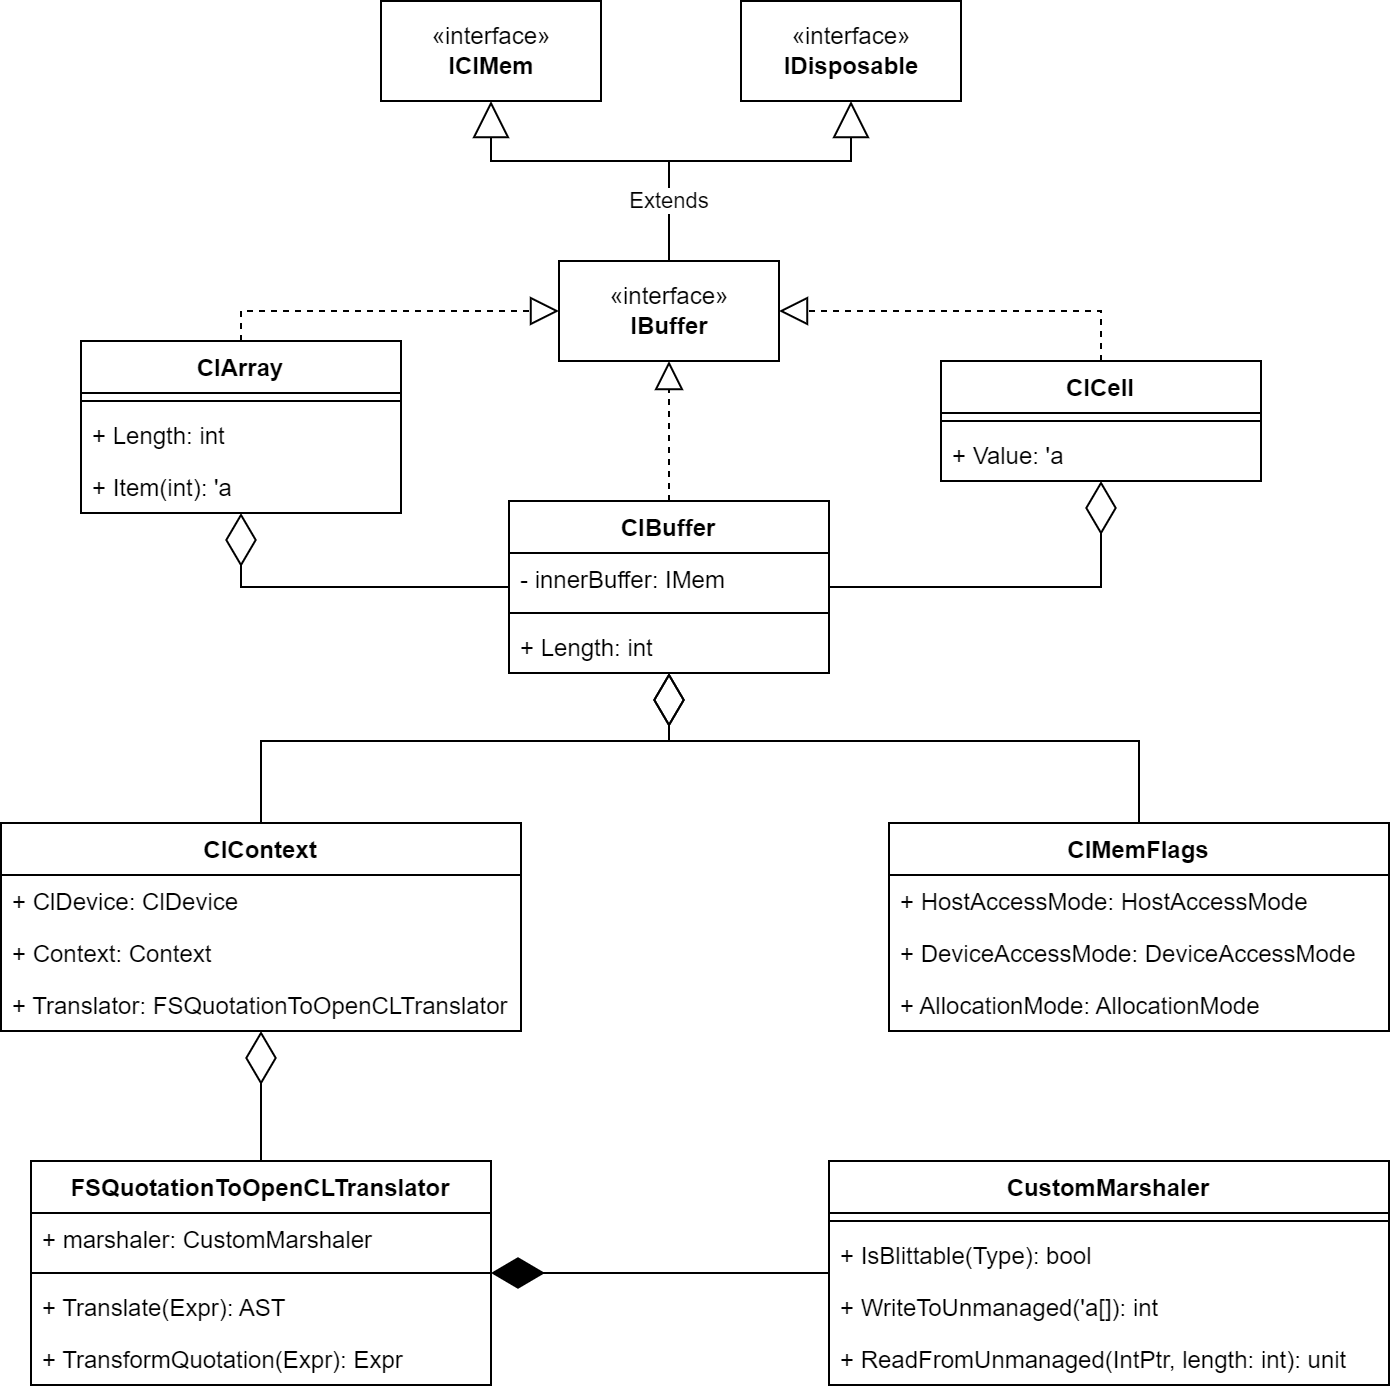 «interface»
IClMem
«interface»
IDisposable
Extends
«interface»
IBuffer
ClArray
+ Length: int
+ Item(int): 'a
ClCell
+ Value: 'a
ClBuffer
- innerBuffer: IMem
+ Length: int
ClContext
+ ClDevice: ClDevice
+ Context: Context
+ Translator: FSQuotationToOpenCLTranslator
ClMemFlags
+ HostAccessMode: HostAccessMode
+ DeviceAccessMode: DeviceAccessMode
+ AllocationMode: AllocationMode
FSQuotationToOpenCLTranslator
+ marshaler: CustomMarshaler
+ Translate(Expr): AST
+ TransformQuotation(Expr): Expr
CustomMarshaler
+ IsBlittable(Type): bool
+ WriteToUnmanaged('a[]): int
+ ReadFromUnmanaged(IntPtr, length: int): unit